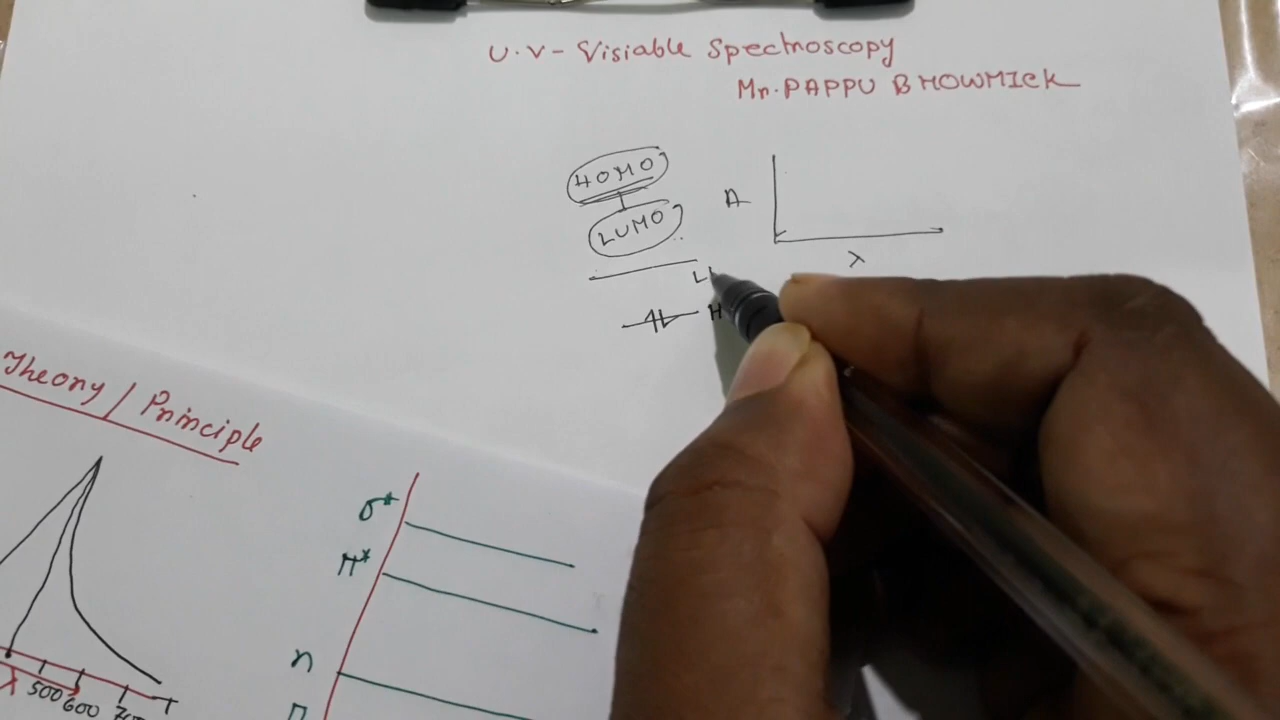 U.V- Visiable Spectroscopy
Mr. PAPPU BHOWMICK
HOMO
LUMO
A
λ
L
H
Theory / Principle
σ*
π*
n
π
λ 500 600